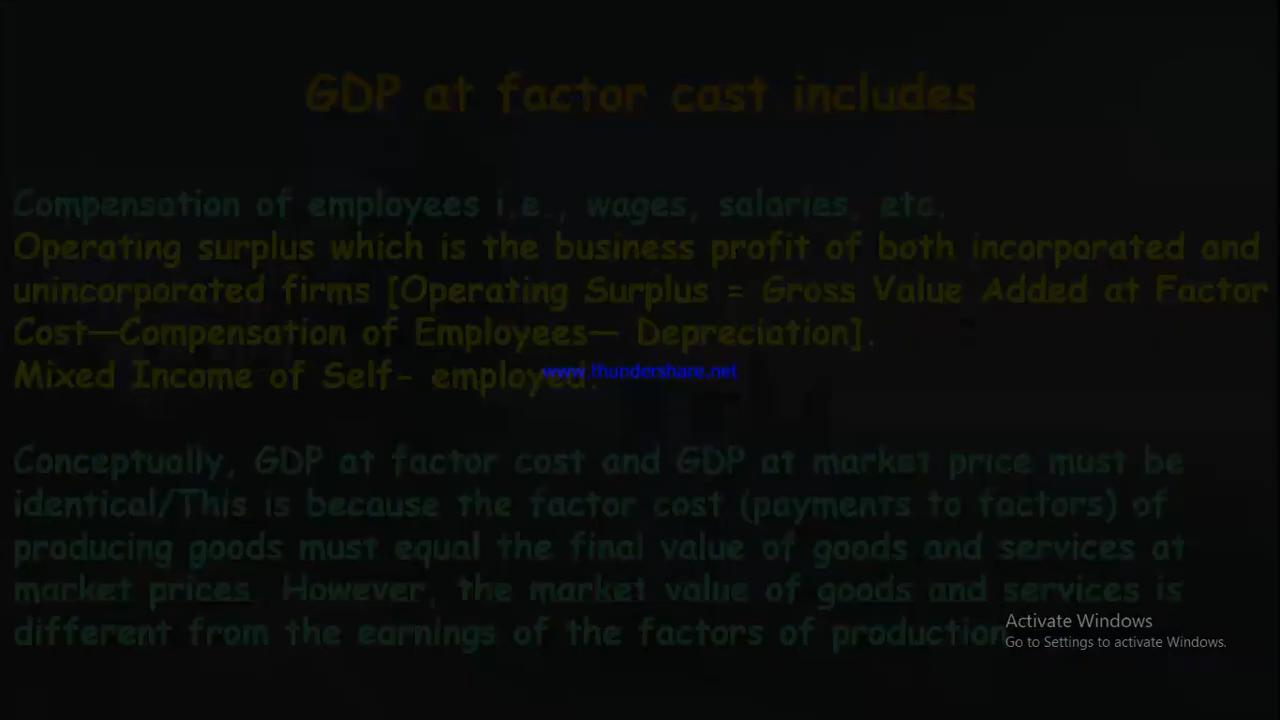 GDP at factor cast includes
Compensation of employees i.e., wages, salaries, etc.
Operating surplus which is the business profit of both incorporated and
unincorporated firms [Operating Surplus = Gross Value Added at Factor
Cost—Compensation of Employees— Depreciation].
Mixed Income of Self- employed.
www.thundershare.net
Conceptually, GDP at factor cost and GDP at market price must be
identical/This is because the factor cost (payments to factors) of
producing goods must equal the final value of goods and services at
market prices. However, the market value of goods and services is
different from the earnings of the factors of production
Activate Windows
Go to Settings to activate Windows.